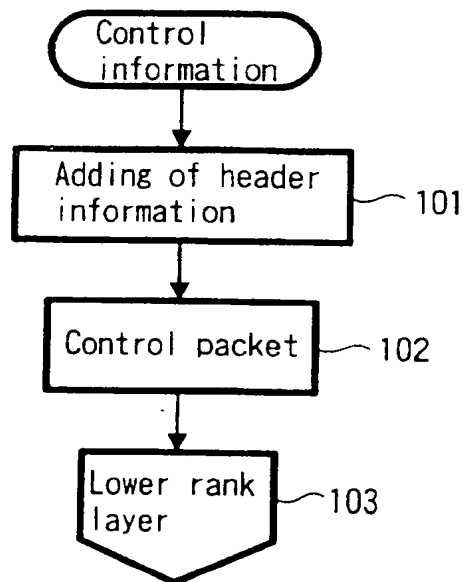 Control
information
Adding of header
information
101
Control packet
102
Lower rank
layer
103